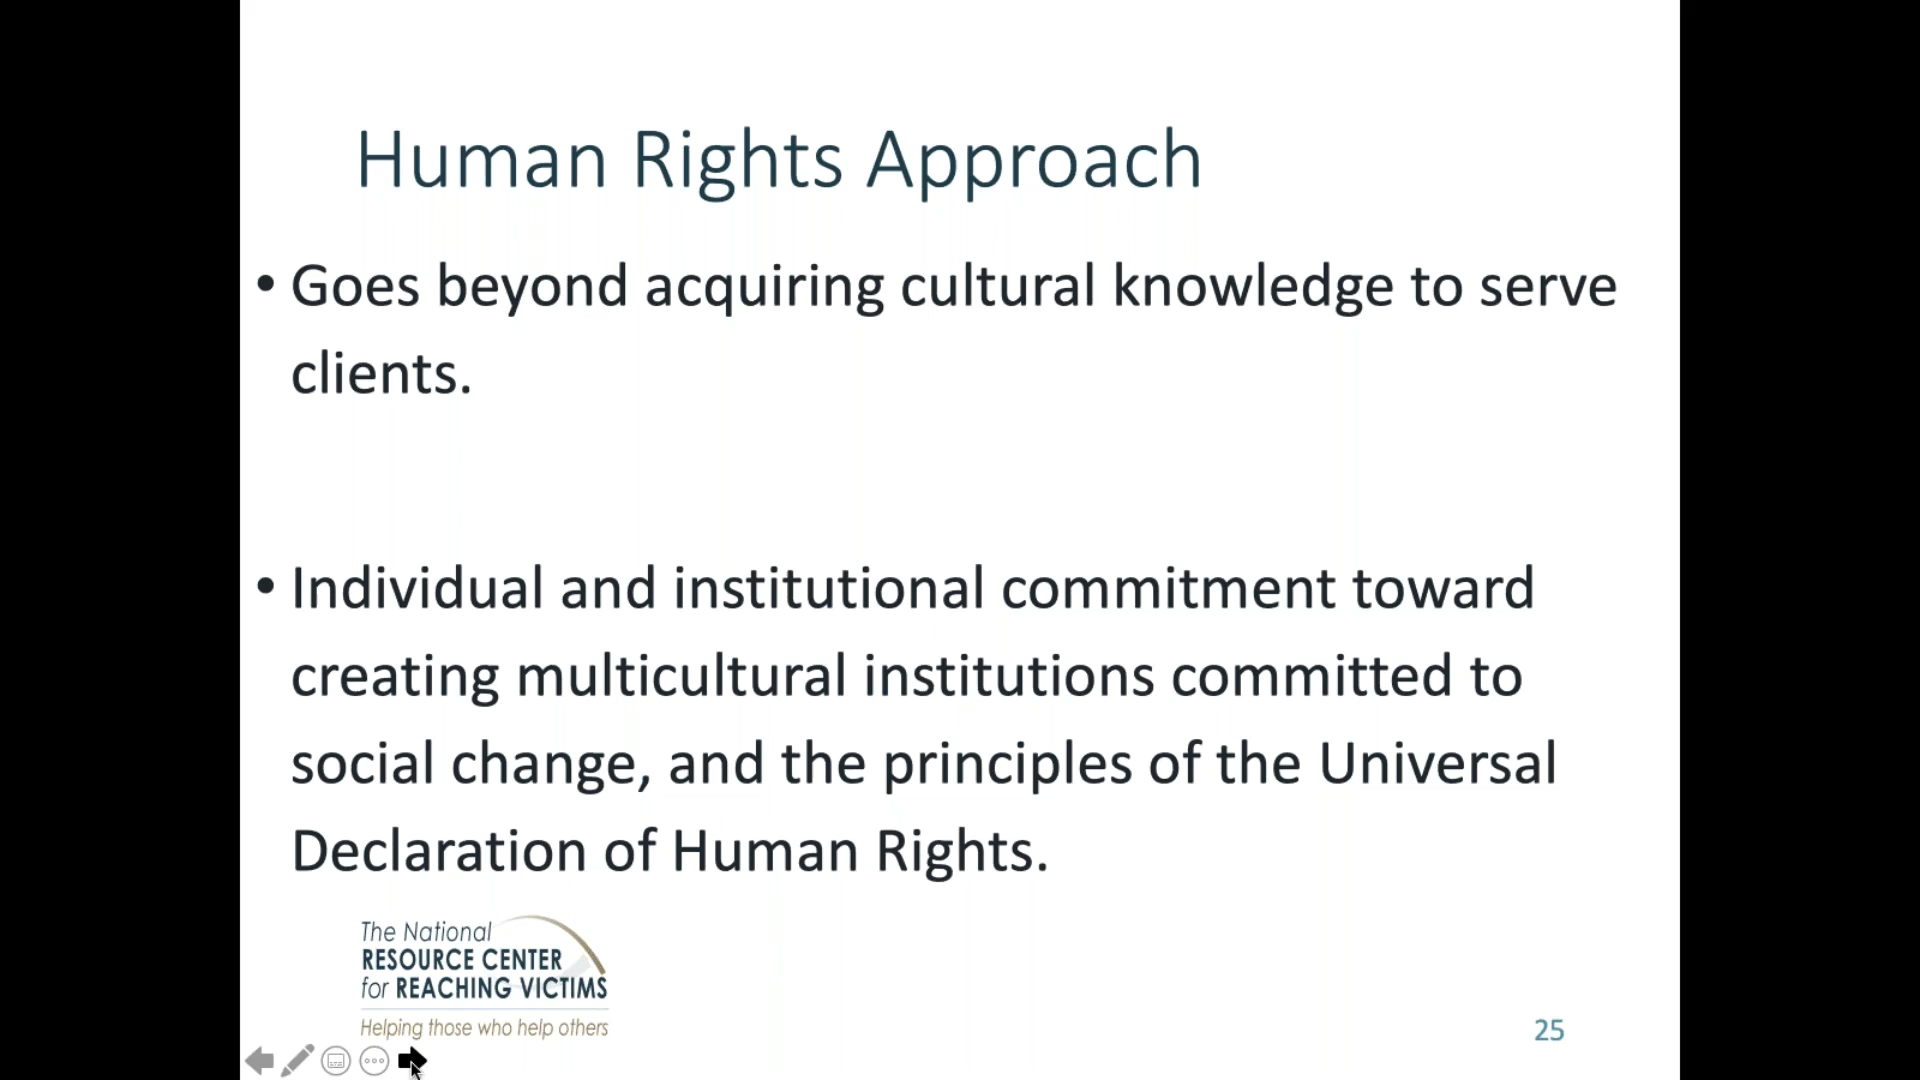 Human Rights Approach
• Goes beyond acquiring cultural knowledge to serve
clients.
• Individual and institutional commitment toward
creating multicultural institutions committed to
social change, and the principles of the Universal
Declaration of Human Rights.
The National
RESOURCE CENTER
for REACHING VICTIMS
Helping those who help others
25